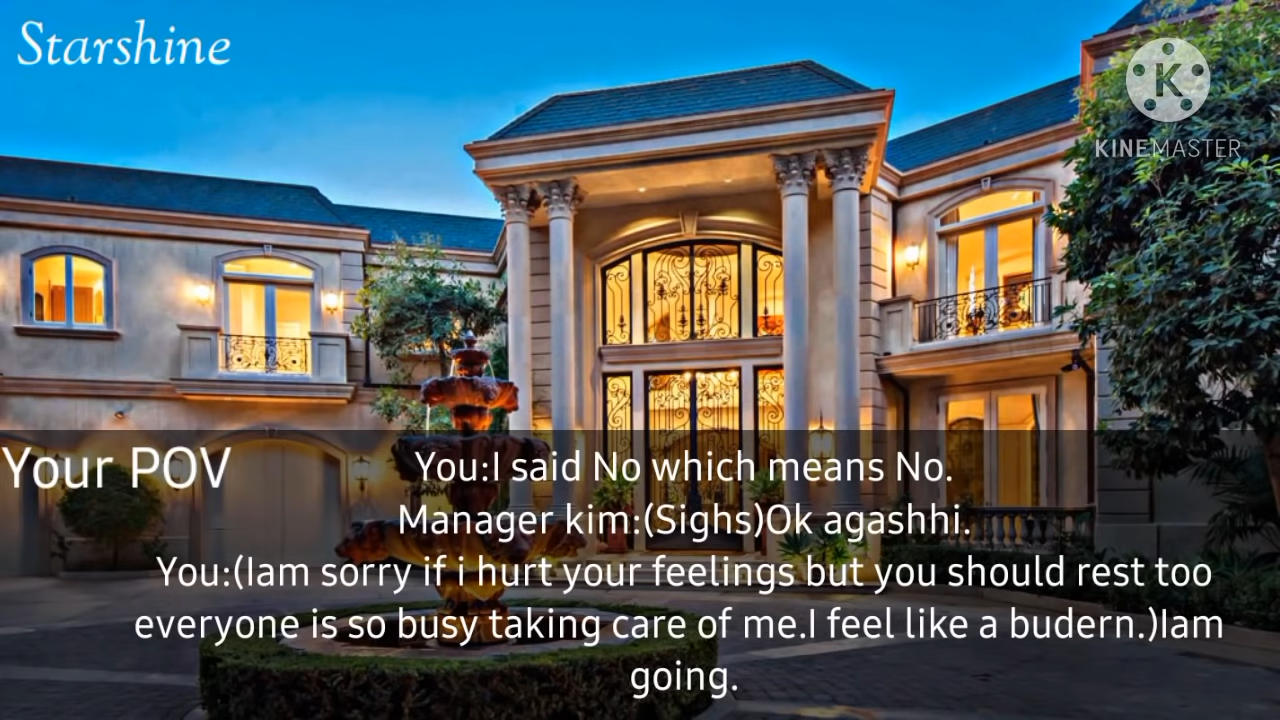 Starshine
K
KINEMASTER
Your POV
You:I said No which means No.
Manager kim:(Sighs)Ok agashhi.
You:(Iam sorry if i hurt your feelings but you should rest too
everyone is so busy taking care of me.I feel like a budern.)Iam
going.